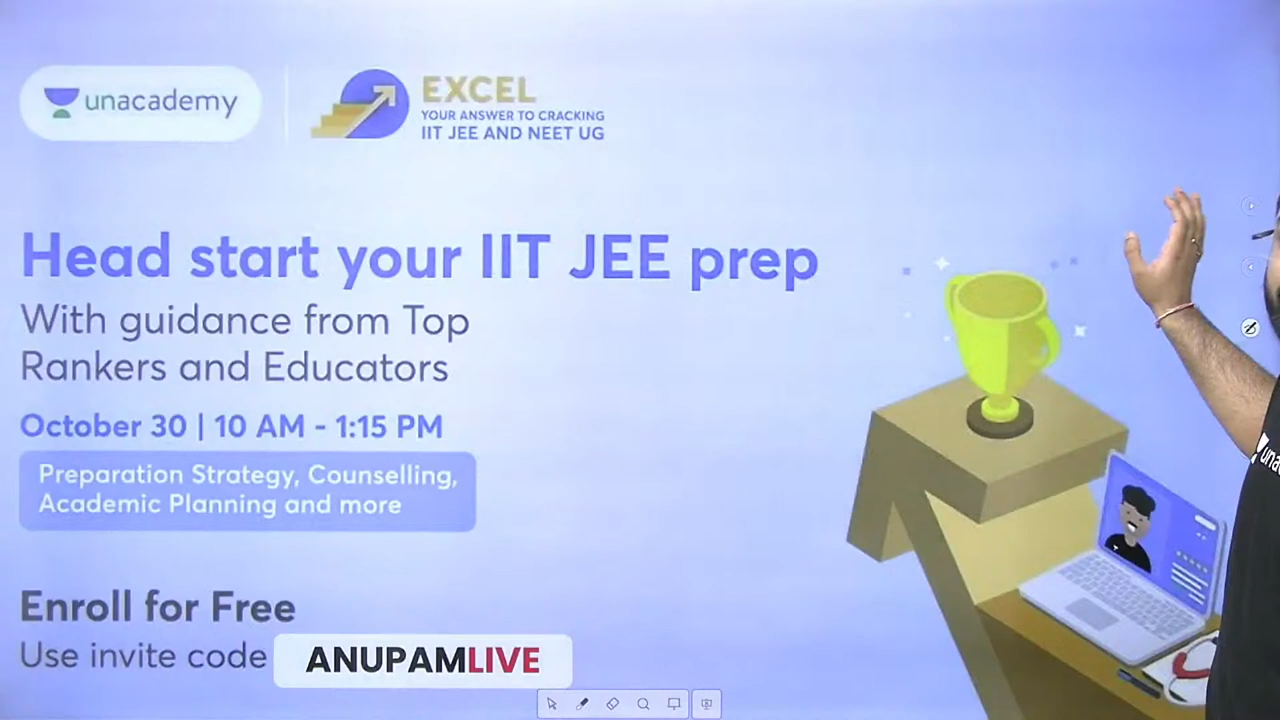 unacademy
EXCEL
YOUR ANSWER TO CRACKING
IIT JEE AND NEET UG
Head start your IIT JEE prep
With guidance from Top
Rankers and Educators
October 30 | 10 AM - 1:15 PM
Preparation Strategy, Counselling,
Academic Planning and more
Enroll for Free
Use invite code ANUPAMLIVE